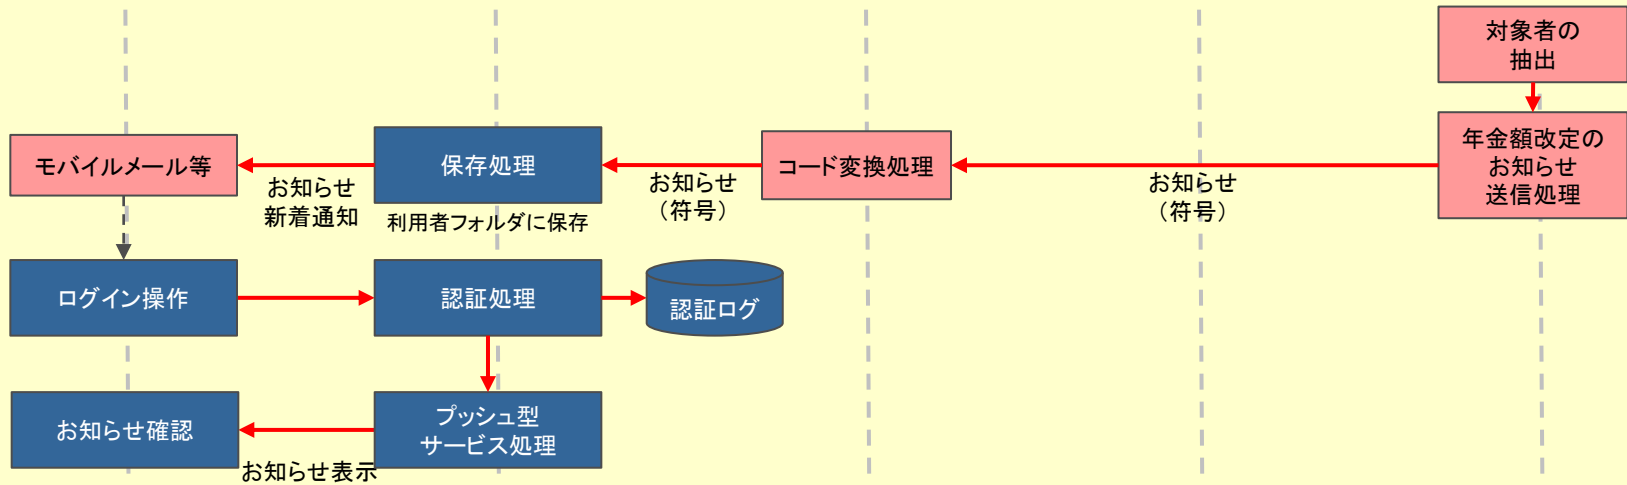 対象者の
抽出
モバイルメール等
保存処理
コード変換処理
年金額改定の
お知らせ
送信処理
お知らせ
新着通知
利用者フォルダに保存
お知らせ
（符号）
お知らせ
（符号）
ログイン操作
認証処理
認証ログ
お知らせ確認
プッシュ型
サービス処理
お知らせ表示